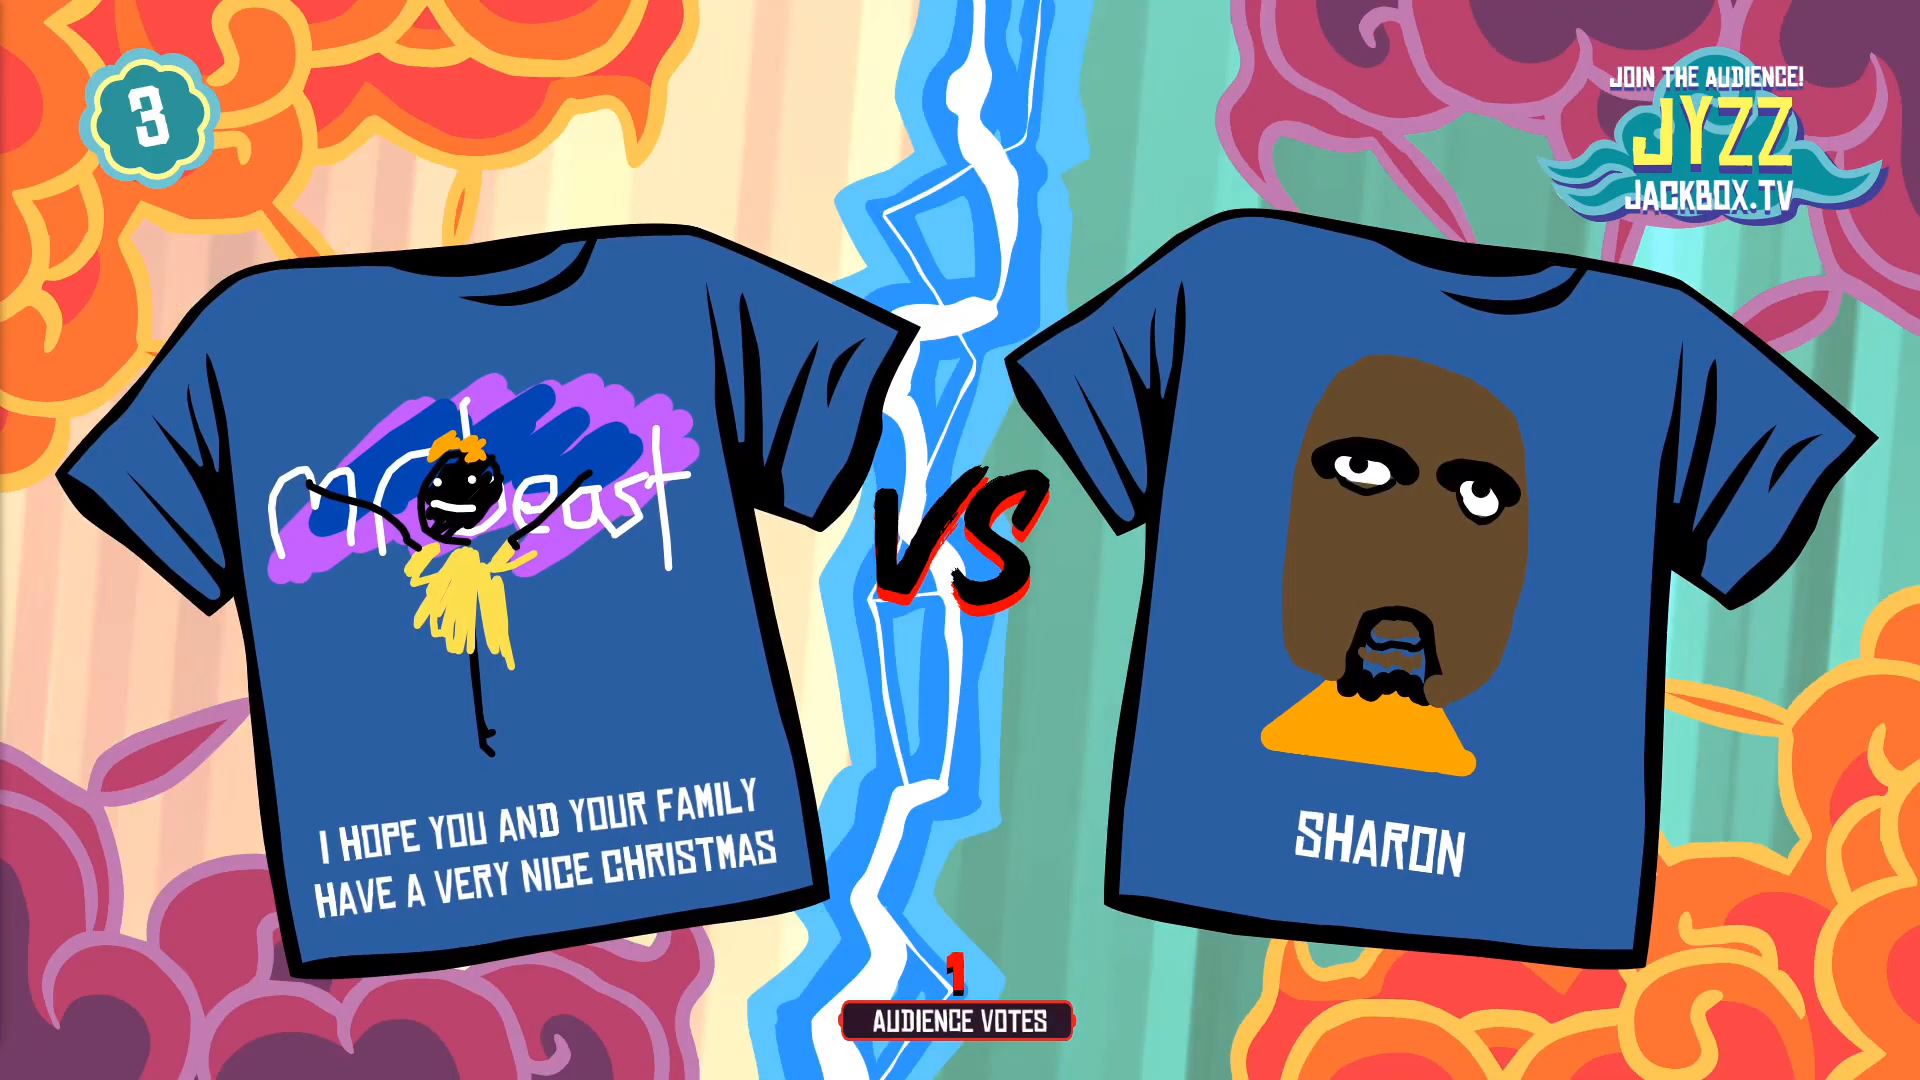 3
JOIN THE AUDIENCE!
JYZZ
JACKBOX.TV
mrbeast
VS
I HOPE YOU AND YOUR FAMILY
HAVE A VERY NICE CHRISTMAS
SHARON
1
AUDIENCE VOTES